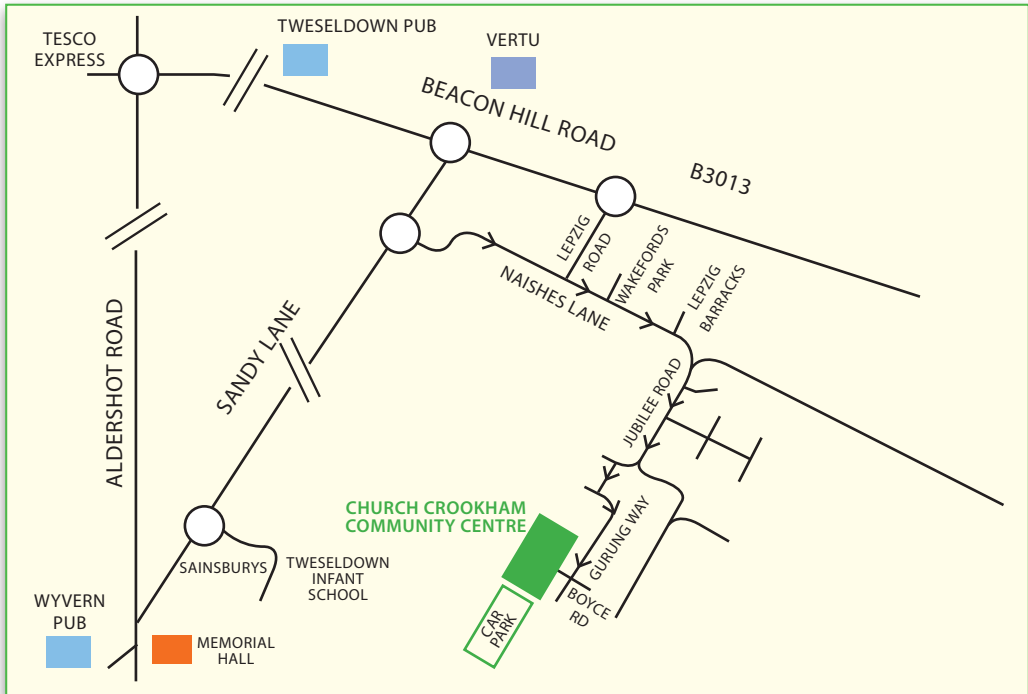 TWESELDOWN PUB
TESCO
EXPRESS
VERTU
BEACON HILL ROAD
B3013
LEPZIG
ROAD
WAKEFORDS
PARK
LEPZIG
BARRACKS
NAISHES LANE
SANDY LANE
ALDERSHOT ROAD
JUBILEE ROAD
CHURCH CROOKHAM
COMMUNITY CENTRE
GURUNG WAY
SAINSBURYS
TWESELDOWN
INFANT
SCHOOL
BOYCE
RD
CAR
PARK
WYVERN
PUB
MEMORIAL
HALL